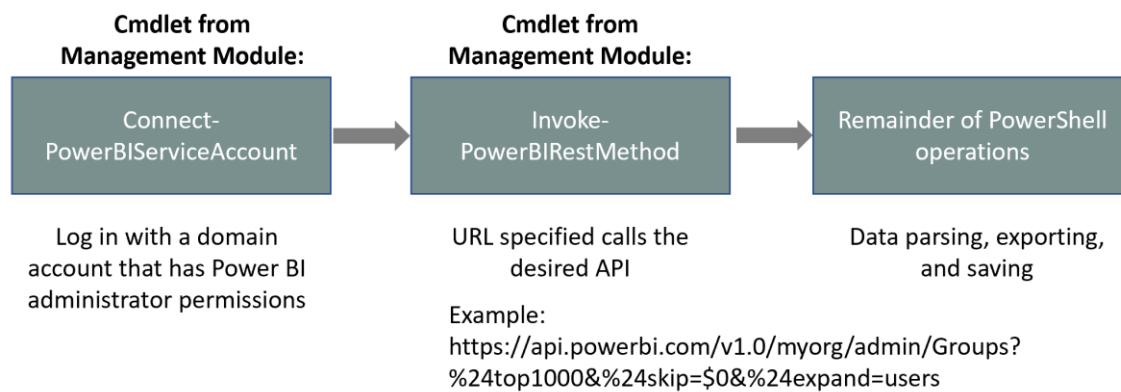 Cmdlet from
Management Module:
Connect-
PowerBIServiceAccount
Log in with a domain
account that has Power BI
administrator permissions
Cmdlet from
Management Module:
Invoke-
PowerBIRestMethod
URL specified calls the
desired API
Example:
https://api.powerbi.com/v1.0/myorg/admin/Groups?
%24top1000&%24skip=$0&%24expand=users
Remainder of PowerShell
operations
Data parsing, exporting,
and saving